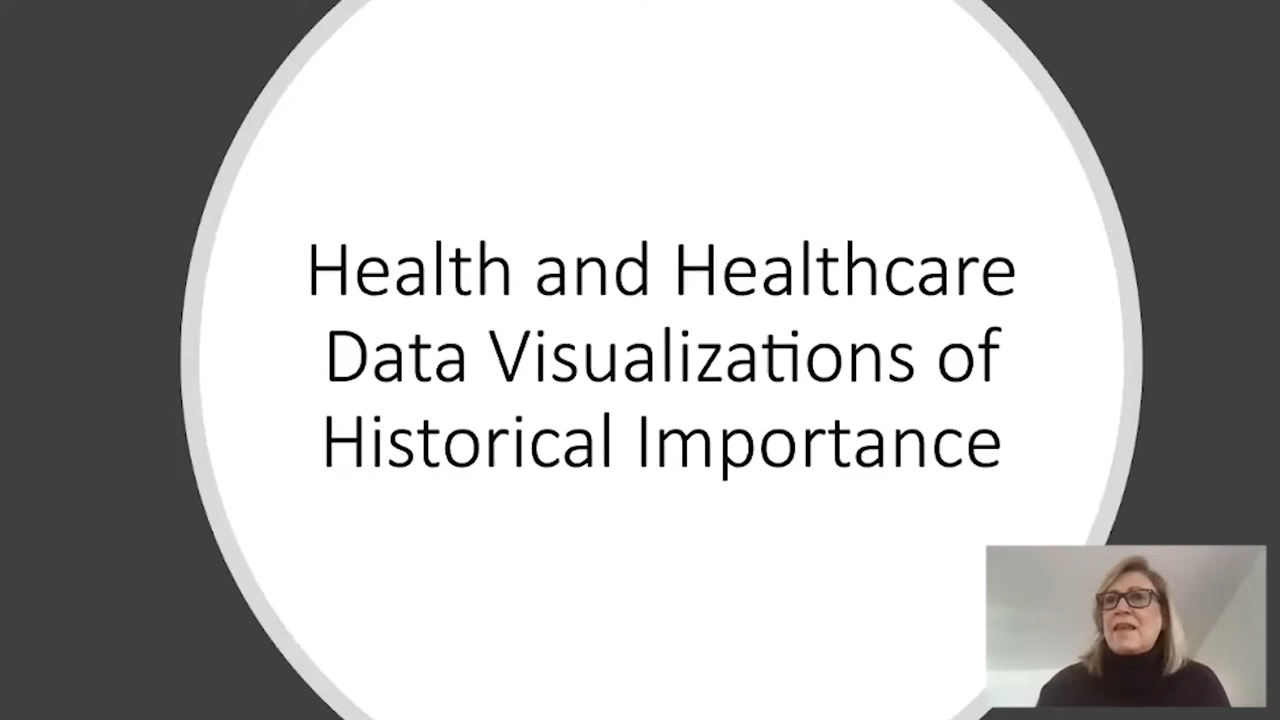 Health and Healthcare
Data Visualizations of
Historical Importance